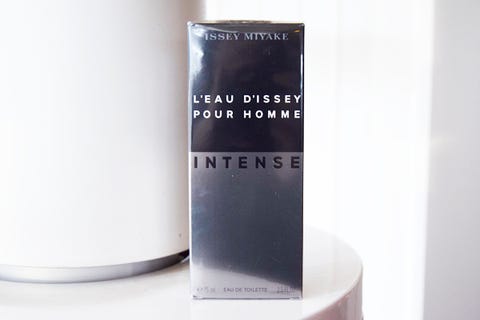 ISSEY MIYAKE
L'EAU D'ISSEY
POUR HOMME
INTENSE
EAU DE TOILETTE